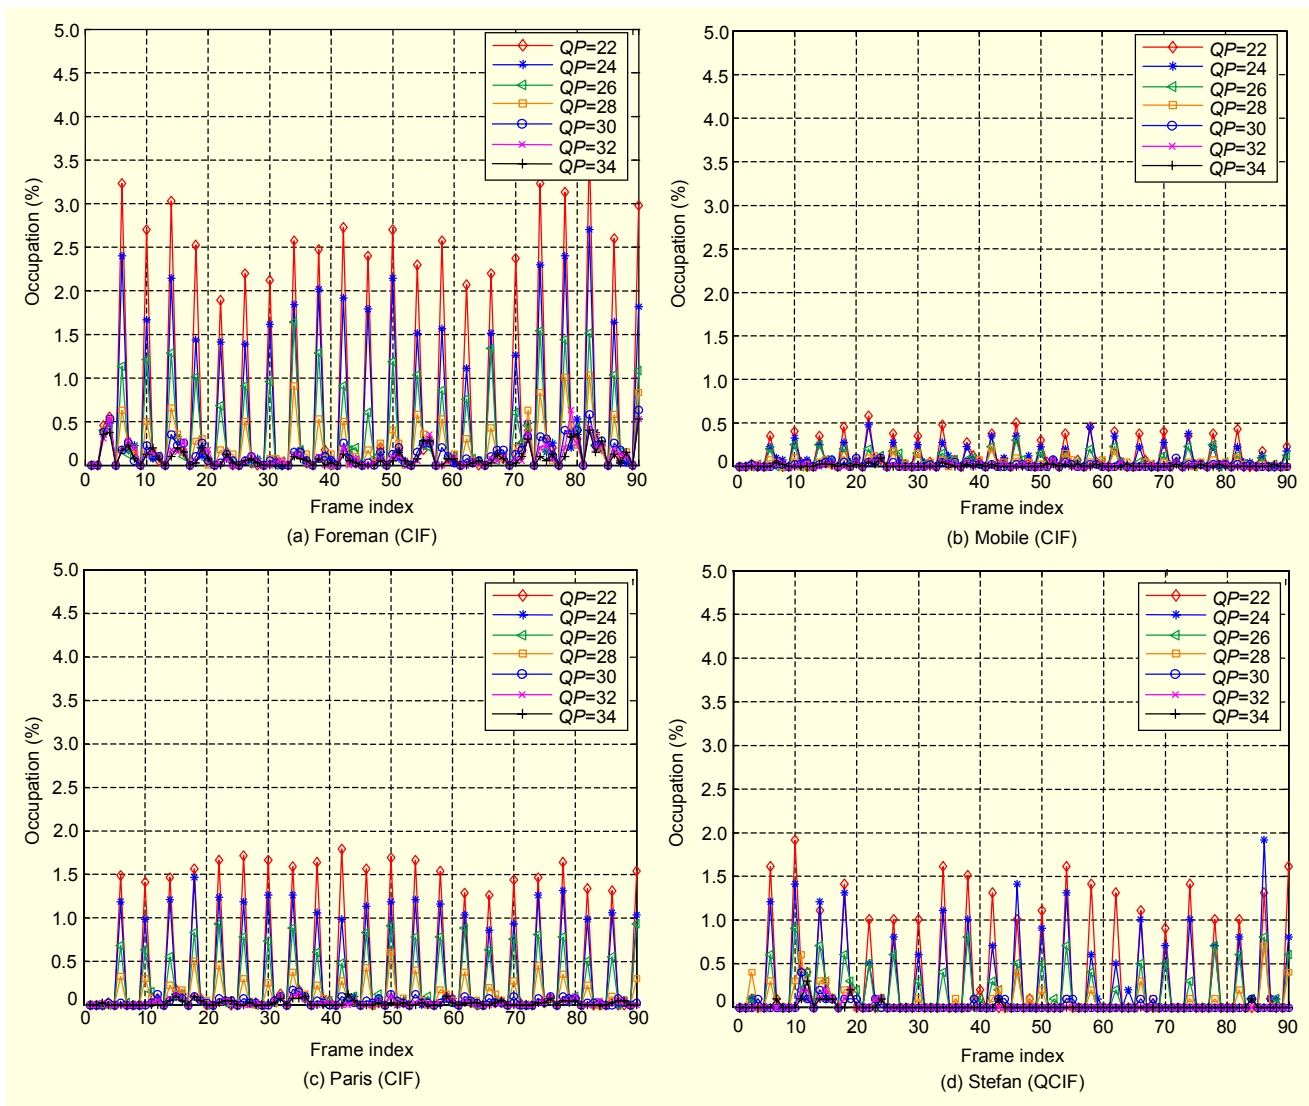 5.0
4.5
4.0
3.5
3.0
2.5
2.0
1.5
1.0
0.5
0
Occupation (%)
QP=22
QP=24
QP=26
QP=28
QP=30
QP=32
QP=34
0 10 20 30 40 50 60 70 80 90
Frame index
(a) Foreman (CIF)
5.0
4.5
4.0
3.5
3.0
2.5
2.0
1.5
1.0
0.5
0
Occupation (%)
QP=22
QP=24
QP=26
QP=28
QP=30
QP=32
QP=34
0 10 20 30 40 50 60 70 80 90
Frame index
(b) Mobile (CIF)
5.0
4.5
4.0
3.5
3.0
2.5
2.0
1.5
1.0
0.5
0
Occupation (%)
QP=22
QP=24
QP=26
QP=28
QP=30
QP=32
QP=34
0 10 20 30 40 50 60 70 80 90
Frame index
(c) Paris (CIF)
5.0
4.5
4.0
3.5
3.0
2.5
2.0
1.5
1.0
0.5
0
Occupation (%)
QP=22
QP=24
QP=26
QP=28
QP=30
QP=32
QP=34
0 10 20 30 40 50 60 70 80 90
Frame index
(d) Stefan (QCIF)